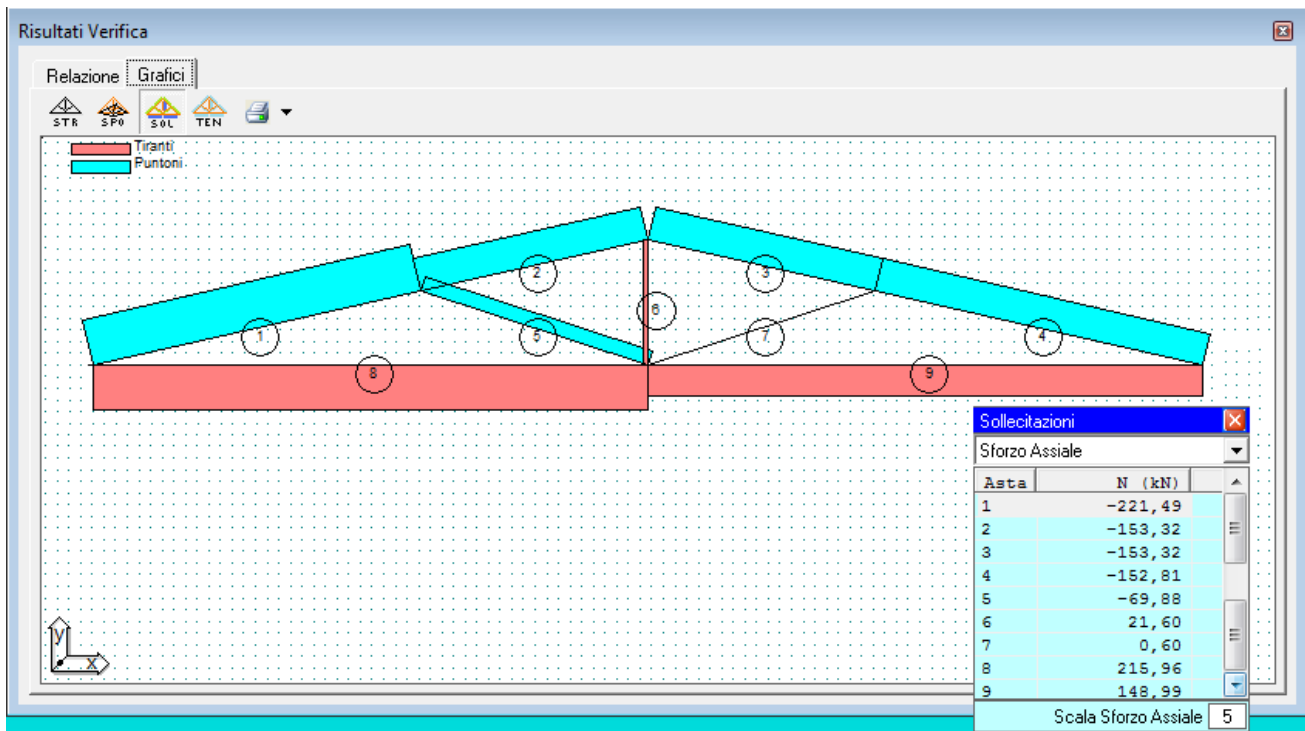 Risultati Verifica
Relazione Grafici
STR SPO SOL TEN
Tiranti
Puntoni
2
3
6
1
5
7
4
8
9
Sollecitazioni
Sforzo Assiale
Asta N (kN)
1 -221,49
2 -153,32
3 -153,32
4 -152,81
5 -69,88
6 21,60
7 0,60
8 215,96
9 148,99
y
x
Scala Sforzo Assiale 5